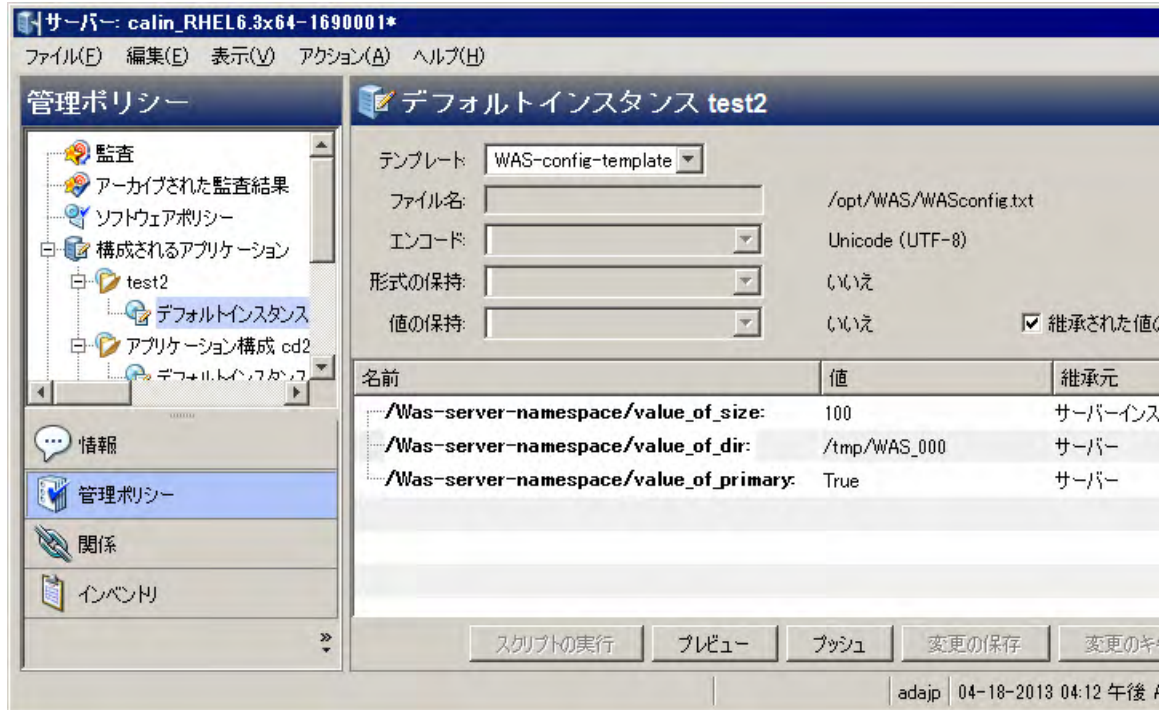 サーバー: calin_RHEL6.3x64-1690001*
ファイル(F) 編集(E) 表示(V) アクション(A) ヘルプ(H)
管理ポリシー
監査
アーカイブされた監査結果
ソフトウェアポリシー
構成されるアプリケーション
test2
デフォルトインスタンス
アプリケーション構成 cd2
デフォルトインスタンス
情報
管理ポリシー
関係
インベントリ
デフォルトインスタンス test2
テンプレート WAS-config-template
ファイル名: /opt/WAS/WASconfig.txt
エンコード: Unicode (UTF-8)
形式の保持: いいえ
値の保持: いいえ 継承された値の
名前 値 継承元
/Was-server-namespace/value_of_size: 100 サーバーインス
/Was-server-namespace/value_of_dir: /tmp/WAS_000 サーバー
/Was-server-namespace/value_of_primary: True サーバー
スクリプトの実行 プレビュー プッシュ 変更の保存 変更のキ
adajp 04-18-2013 04:12 午後 A